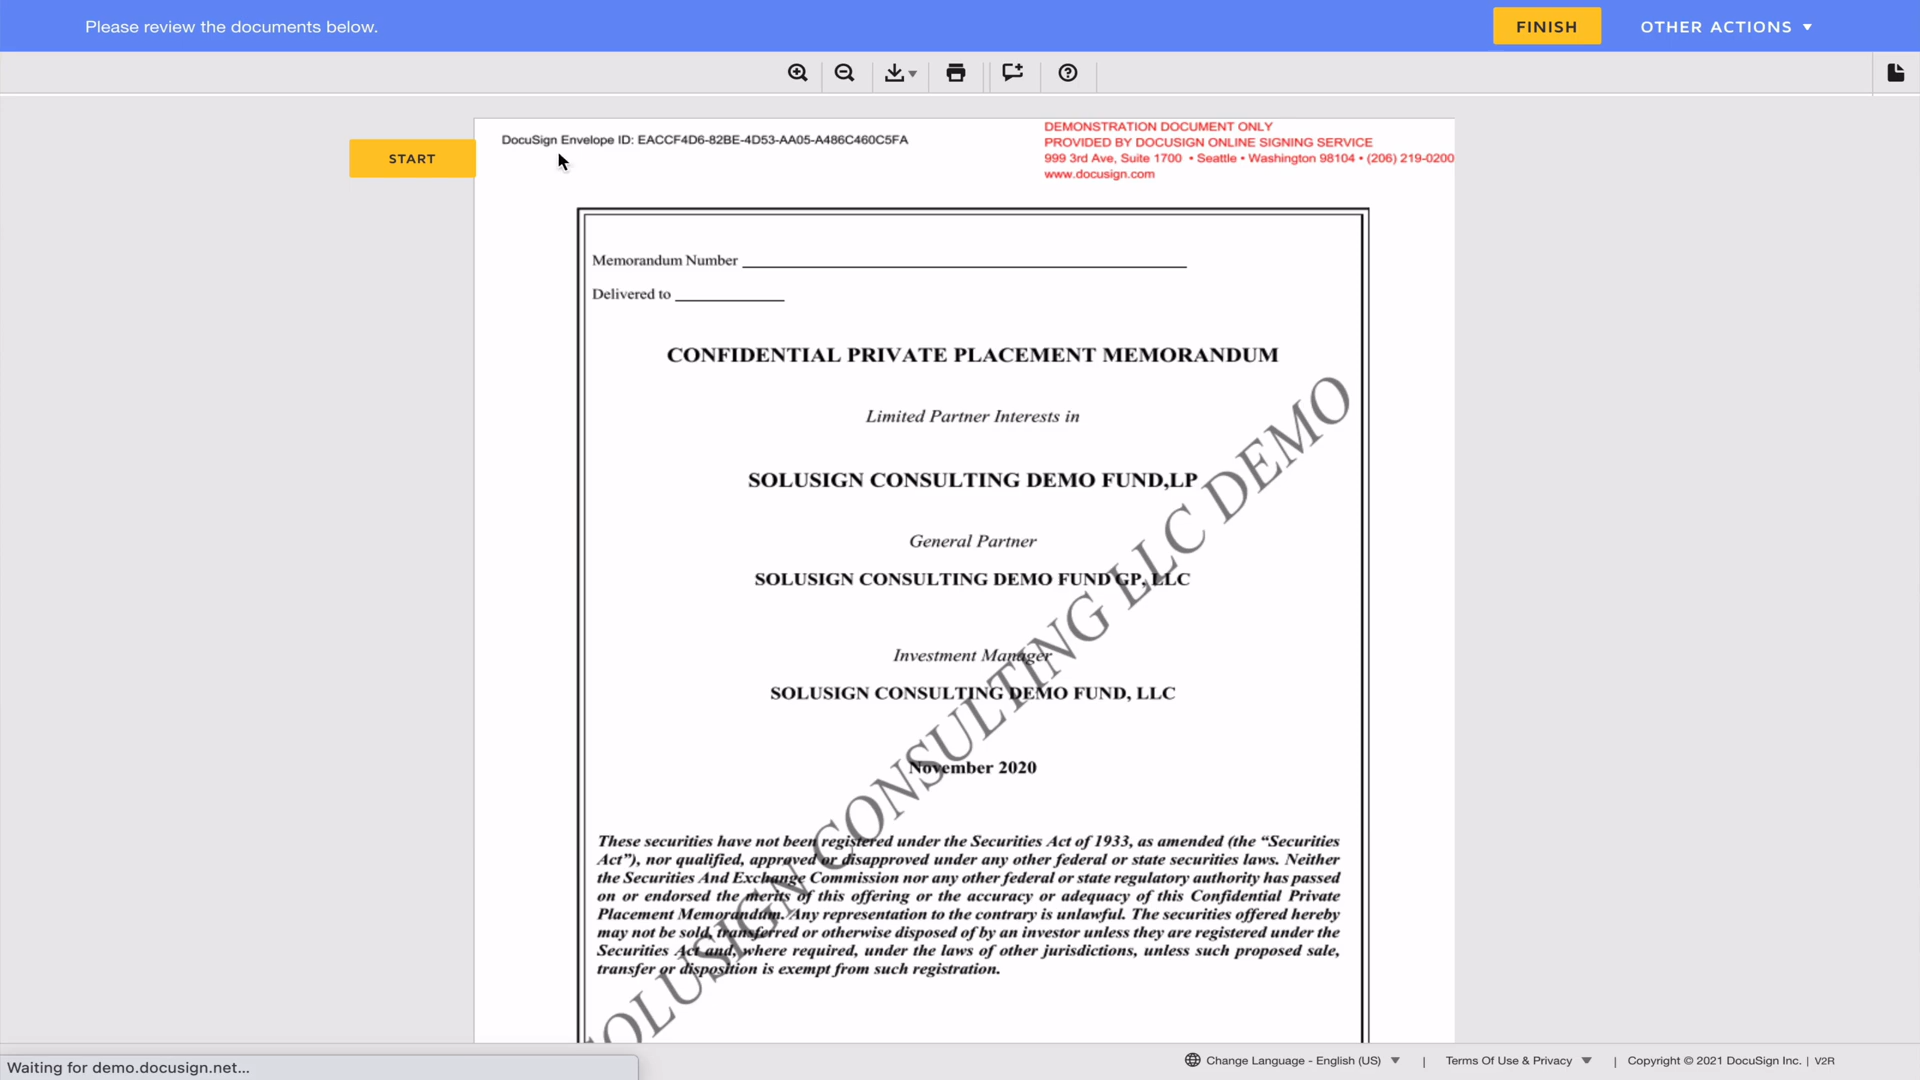 Please review the documents below.
FINISH
OTHER ACTIONS
START
DocuSign Envelope ID: EACCF4D6-82BE-4D53-AA05-A486C460C5FA
DEMONSTRATION DOCUMENT ONLY
PROVIDED BY DOCUSIGN ONLINE SIGNING SERVICE
999 3rd Ave, Suite 1700 • Seattle • Washington 98104 • (206) 219-0200
www.docusign.com
Memorandum Number
Delivered to
CONFIDENTIAL PRIVATE PLACEMENT MEMORANDUM
Limited Partner Interests in
SOLUSIGN CONSULTING DEMO FUND,LP
General Partner
SOLUSIGN CONSULTING DEMO FUND GP, LLC
Investment Manager
SOLUSIGN CONSULTING DEMO FUND, LLC
November 2020
These securities have not been registered under the Securities Act of 1933, as amended (the “Securities
Act”), nor qualified, approved or disapproved under any other federal or state securities laws. Neither
the Securities And Exchange Commission nor any other federal or state regulatory authority has passed
on or endorsed the merits of this offering or the accuracy or adequacy of this Confidential Private
Placement Memorandum. Any representation to the contrary is unlawful. The securities offered hereby
may not be sold, transferred or otherwise disposed of by an investor unless they are registered under the
Securities Act and, where required, under the laws of other jurisdictions, unless such proposed sale,
transfer or disposition is exempt from such registration.
OLUSIGN CONSULTING LLC DEMO
Waiting for demo.docusign.net...
Change Language - English (US) | Terms Of Use & Privacy | Copyright © 2021 DocuSign Inc. | V2R